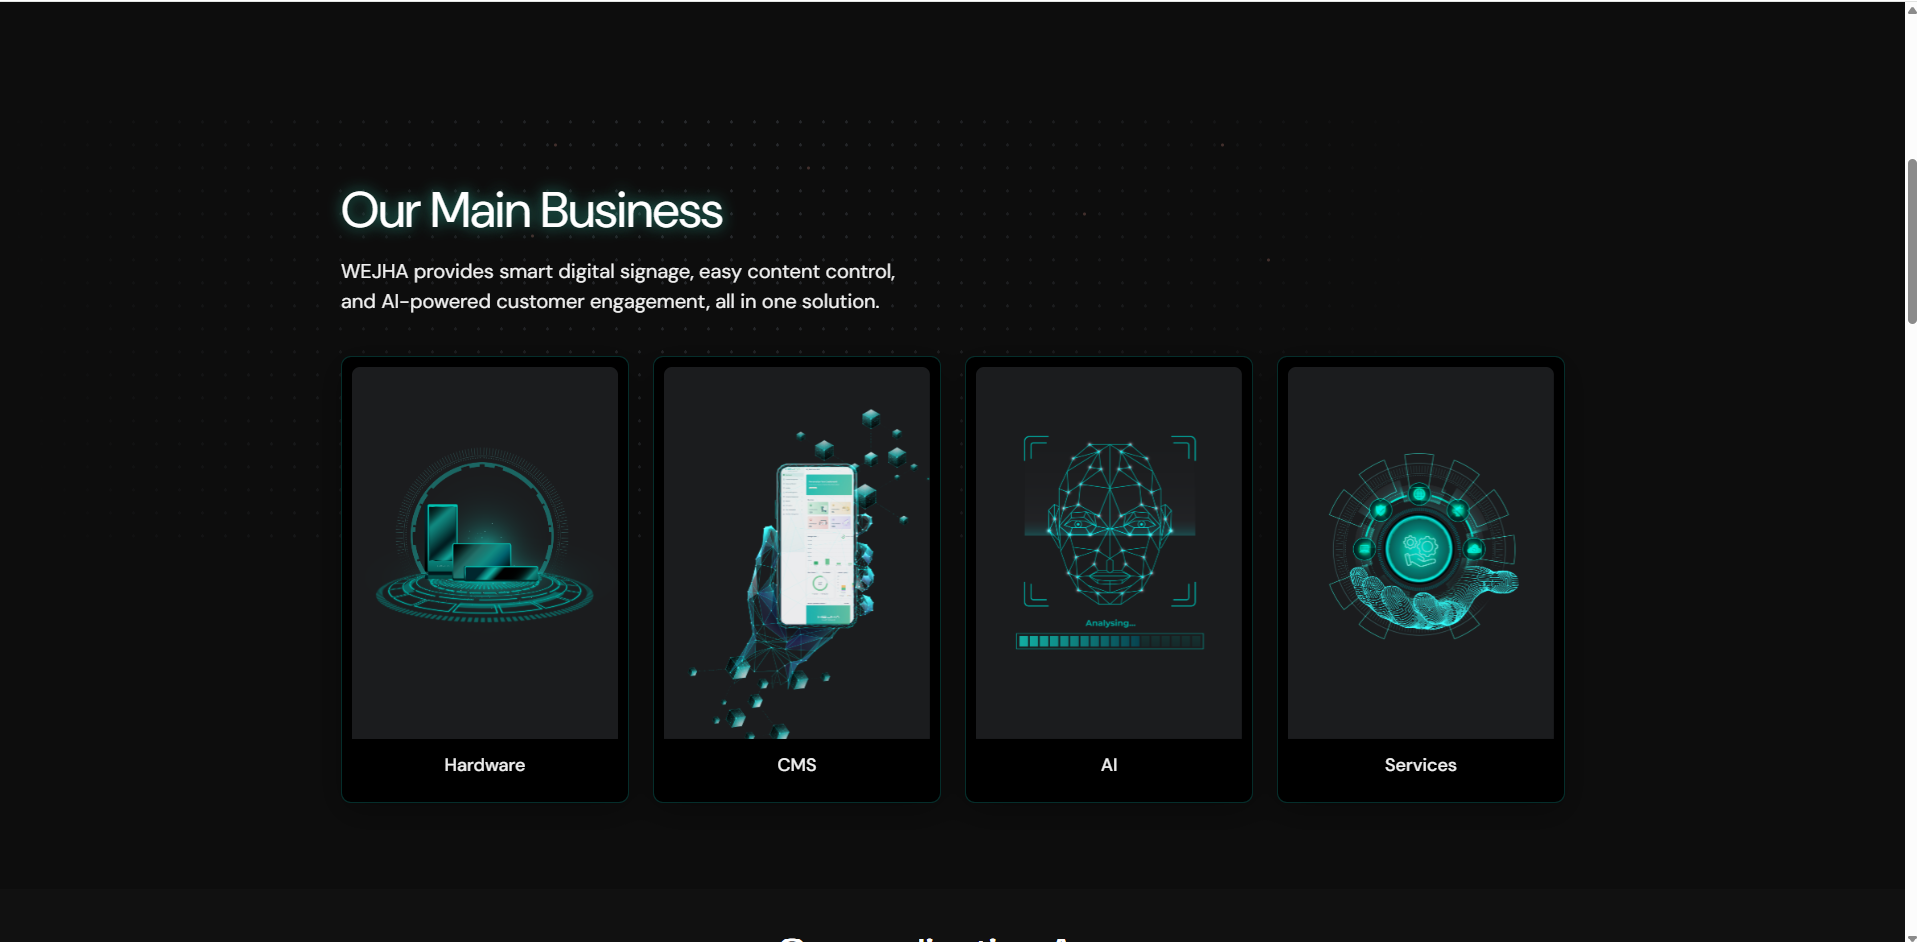 Our Main Business
WEJHA provides smart digital signage, easy content control,
and AI-powered customer engagement, all in one solution.
Analysing...
Hardware
CMS
AI
Services